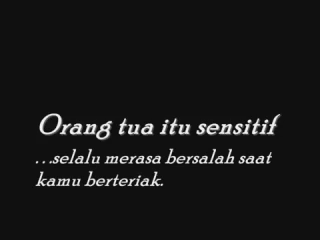 Orang tua itu sensitif
...selalu merasa bersalah saat
kamu berteriak.